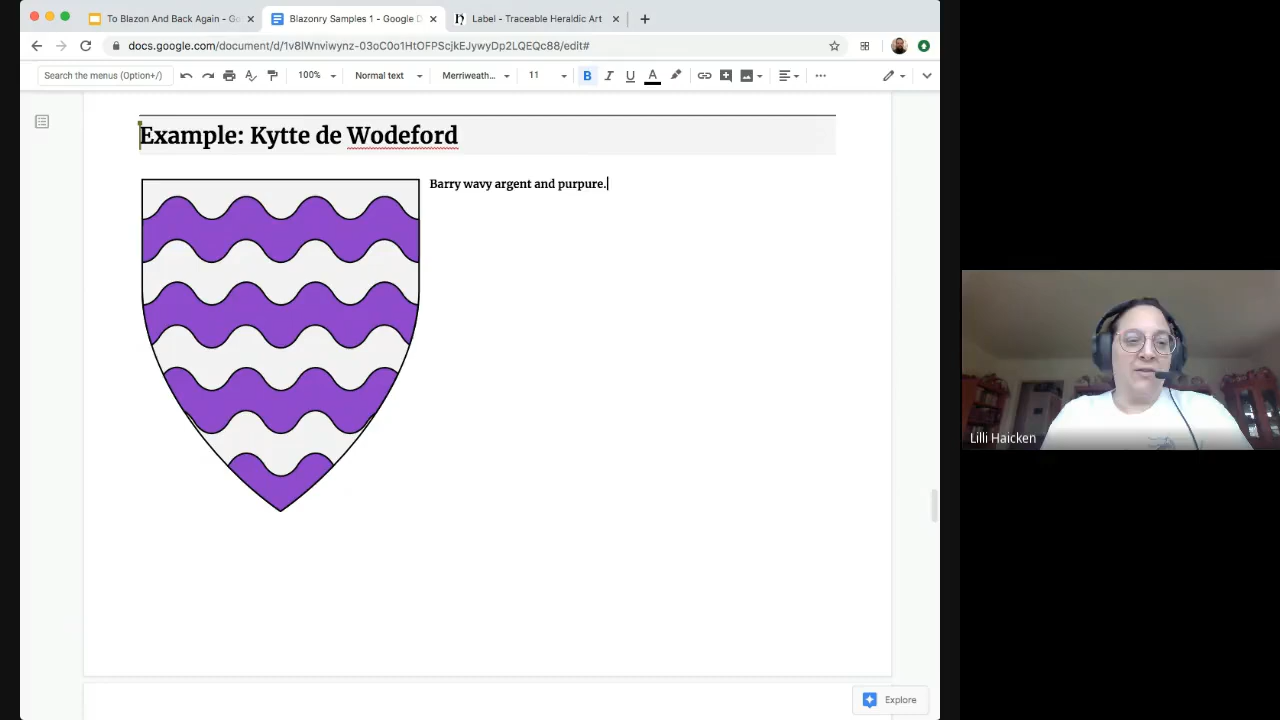 To Blazon And Back Again - Go
Blazonry Samples 1 - Google D
Label - Traceable Heraldic Art
docs.google.com/document/d/1v8lWnviwynz-03oC0o1HtOFPScjkEJywyDp2LQEQc88/edit#
Search the menus (Option+/)
100%
Normal text
Merriweath...
11
B
I
U
A
Example: Kytte de Wodeford
Barry wavy argent and purpure.
Lilli Haicken
Explore